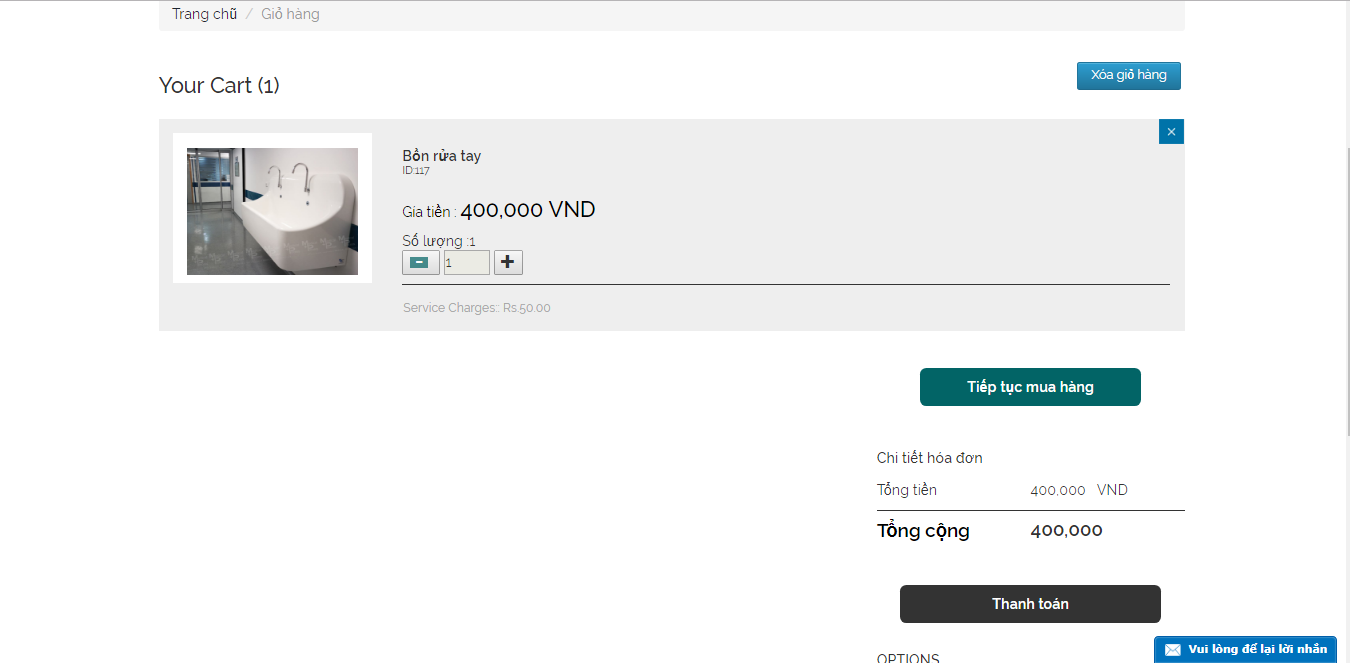 Trang chủ / Giỏ hàng
Your Cart (1)
Xóa giỏ hàng
×
Bồn rửa tay
ID:117
Gía tiền : 400,000 VND
Số lượng :1
1
Service Charges:: Rs.50.00
Tiếp tục mua hàng
Chi tiết hóa đơn
Tổng tiền 400,000 VND
Tổng cộng 400,000
Thanh toán
OPTIONS
Vui lòng để lại lời nhắn